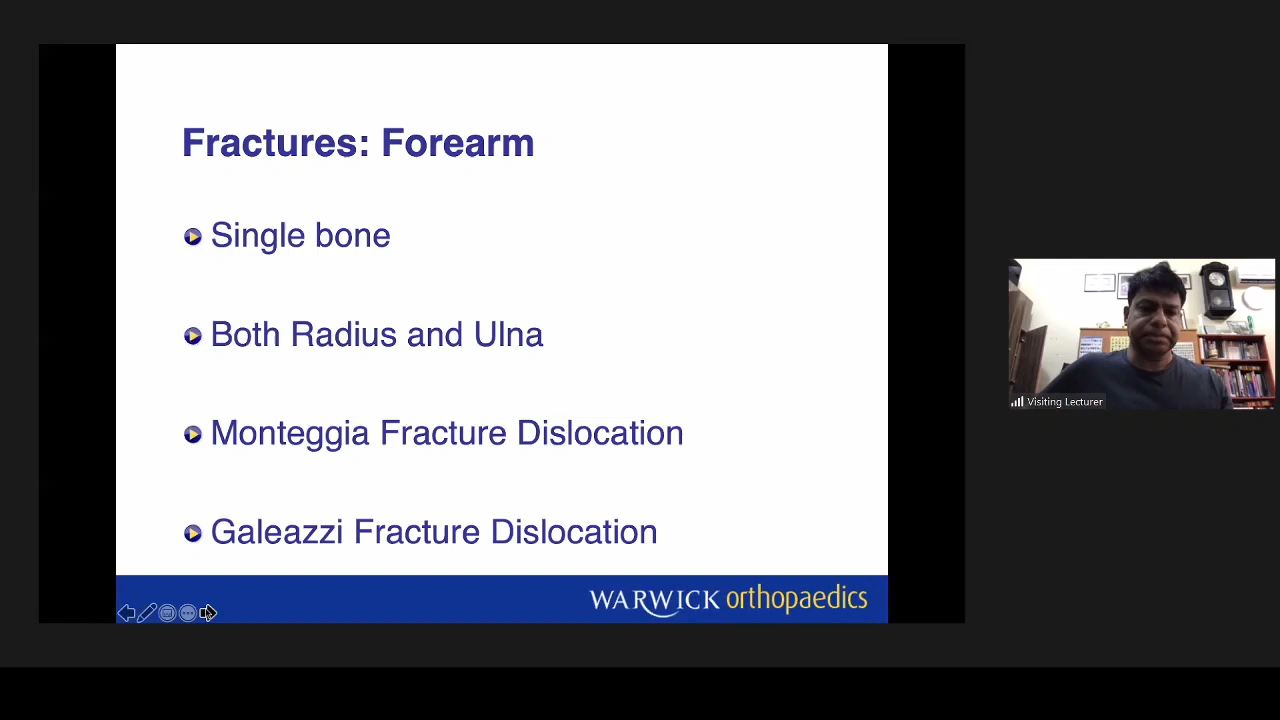 Fractures: Forearm
Single bone
Both Radius and Ulna
Monteggia Fracture Dislocation
Galeazzi Fracture Dislocation
WARWICK orthopaedics
Visiting Lecturer